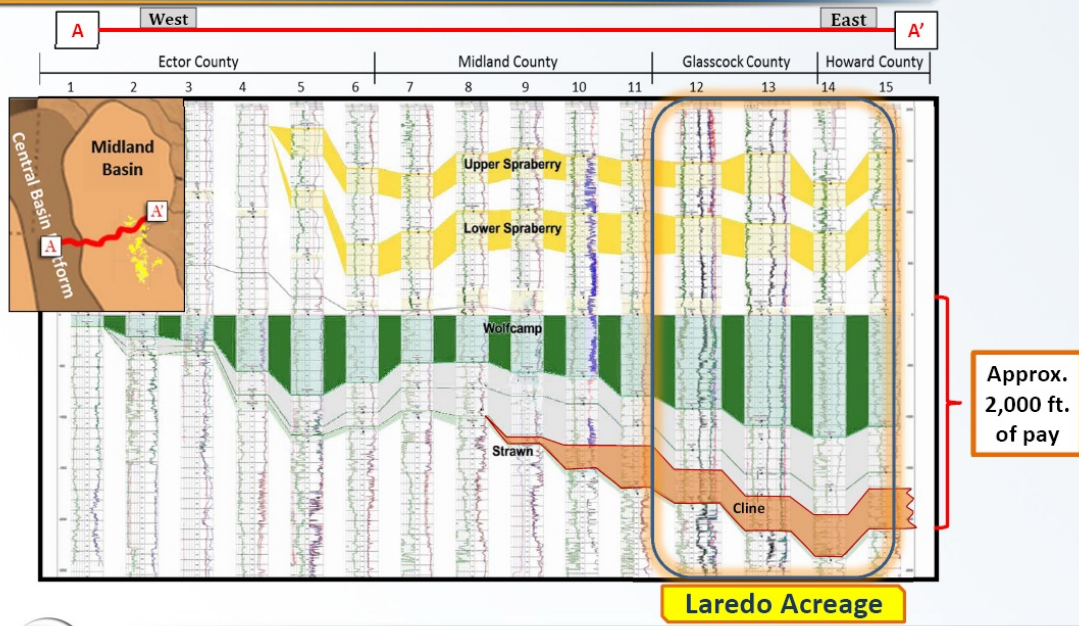 A
West
East
A'
Ector County
Midland County
Glasscock County
Howard County
1 2 3 4 5 6 7 8 9 10 11 12 13 14 15
Central Basin
tform
Midland
Basin
A
A'
Upper Spraberry
Lower Spraberry
Wolfcamp
Strawn
Cline
Approx.
2,000 ft.
of pay
Laredo Acreage